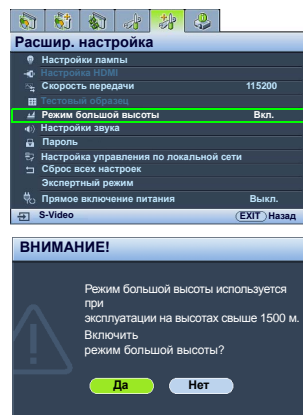 Расшир. настройка
Настройки лампы
Настройка HDMI
Скорость передачи 115200
Тестовый образец
Режим большой высоты Вкл.
Настройки звука
Пароль
Настройка управления по локальной сети
Сброс всех настроек
Экспертный режим
Прямое включение питания Выкл.
S-Video EXIT Назад
ВНИМАНИЕ!
Режим большой высоты используется
при
эксплуатации на высотах свыше 1500 м.
Включить
режим большой высоты?
Да Нет